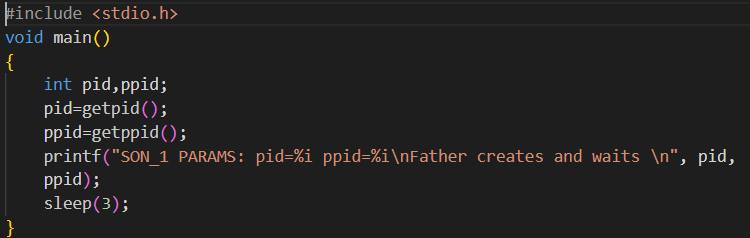 #include <stdio.h>
void main()
{
    int pid,ppid;
    pid=getpid();
    ppid=getppid();
    printf("SON_1 PARAMS: pid=%i ppid=%i\nFather creates and waits \n", pid,
    ppid);
    sleep(3);
}